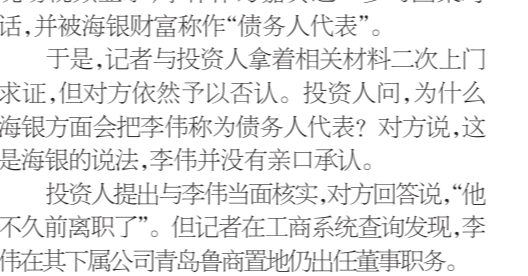 话,并被海银财富称作“债务人代表”。
于是,记者与投资人拿着相关材料二次上门
求证,但对方依然予以否认。投资人问,为什么
海银方面会把李伟称为债务人代表？对方说,这
是海银的说法,李伟并没有亲口承认。
投资人提出与李伟当面核实,对方回答说,“他
不久前离职了”。但记者在工商系统查询发现,李
伟在其下属公司青岛鲁商置地仍出任董事职务。